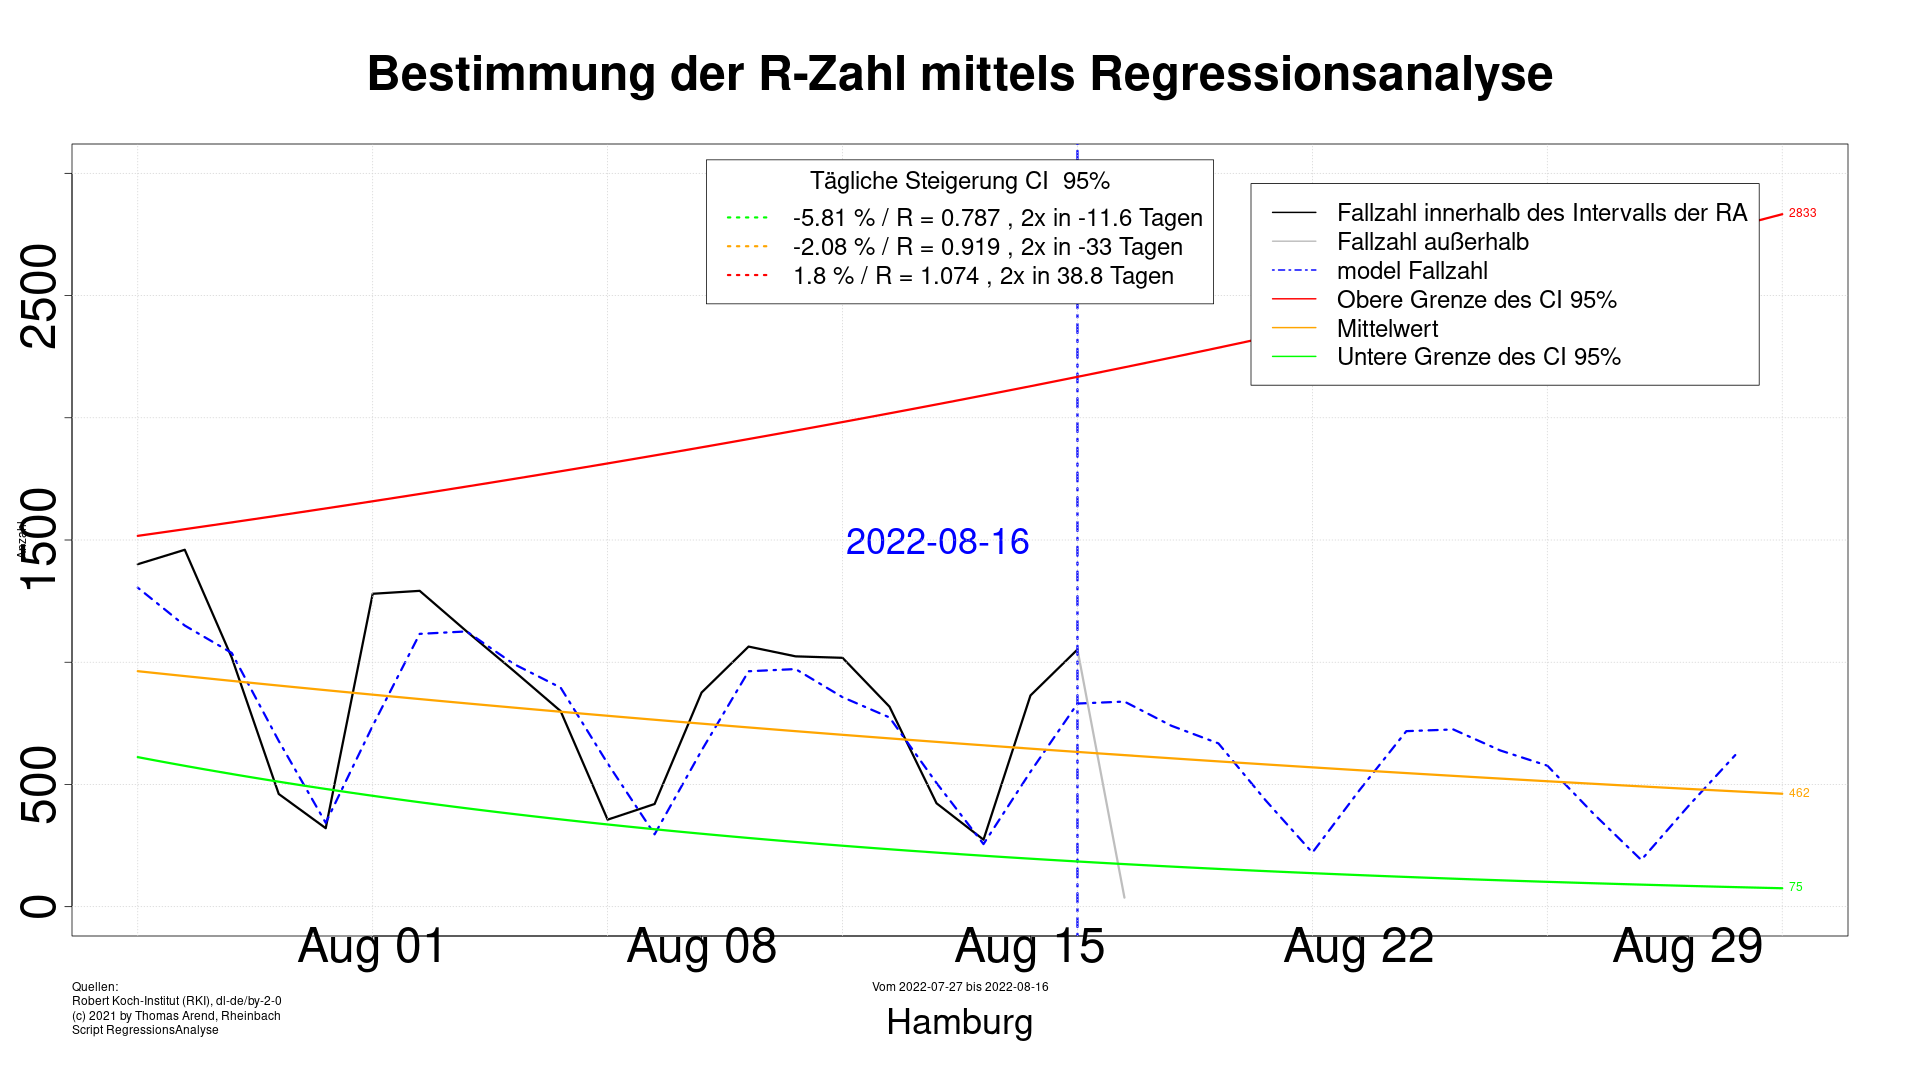 Bestimmung der R-Zahl mittels Regressionsanalyse
Tägliche Steigerung CI  95%
-5.81 % / R = 0.787 , 2x in -11.6 Tagen
-2.08 % / R = 0.919 , 2x in -33 Tagen
1.8 % / R = 1.074 , 2x in 38.8 Tagen
Fallzahl innerhalb des Intervalls der RA
Fallzahl außerhalb
model Fallzahl
Obere Grenze des CI 95%
Mittelwert
Untere Grenze des CI 95%
2833
2500
1500
500
0
Anzahl
2022-08-16
462
75
Aug 01
Aug 08
Aug 15
Aug 22
Aug 29
Quellen:
Robert Koch-Institut (RKI), dl-de/by-2-0
(c) 2021 by Thomas Arend, Rheinbach
Script RegressionsAnalyse
Vom 2022-07-27 bis 2022-08-16
Hamburg